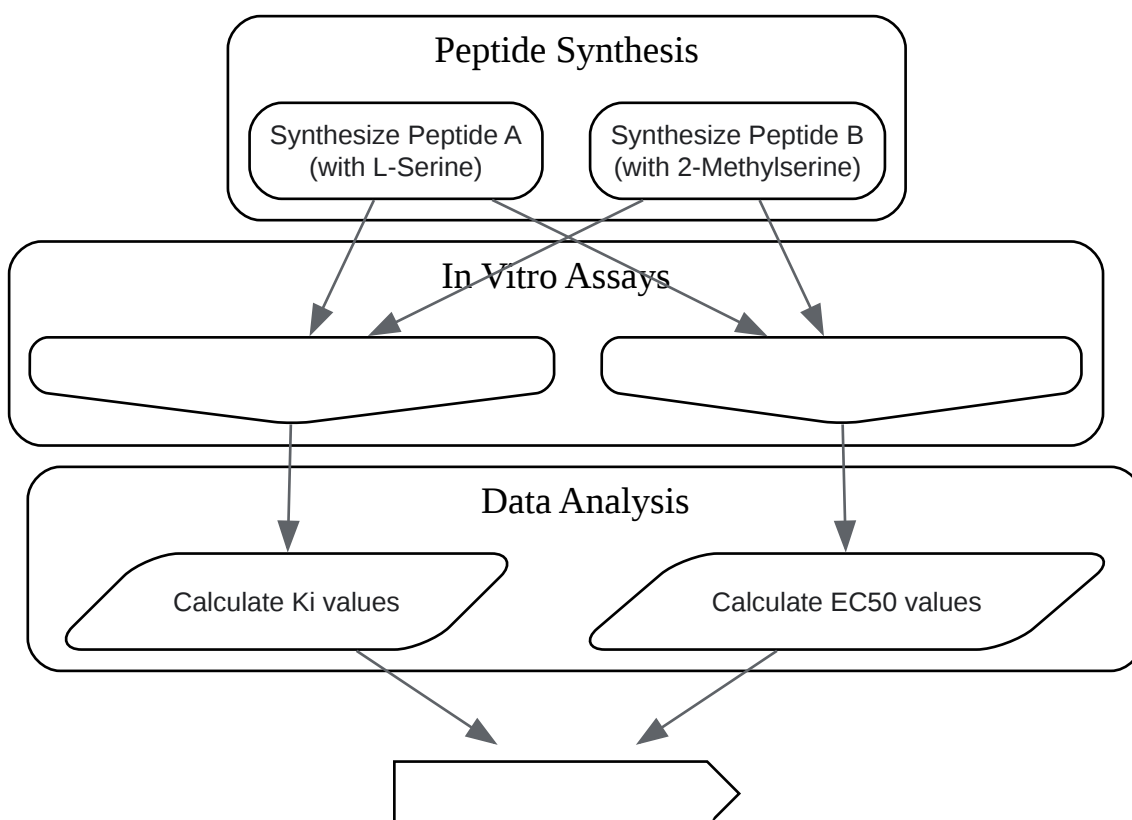 Peptide Synthesis
Synthesize Peptide A
(with L-Serine)
Synthesize Peptide B
(with 2-Methylserine)
In Vitro Assays
Data Analysis
Calculate Ki values
Calculate EC50 values